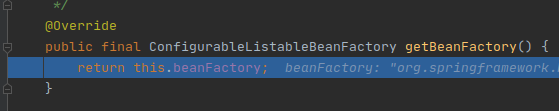 */
@Override
public final ConfigurableListableBeanFactory getBeanFactory() {
return this.beanFactory; beanFactory: "org.springframework.
}